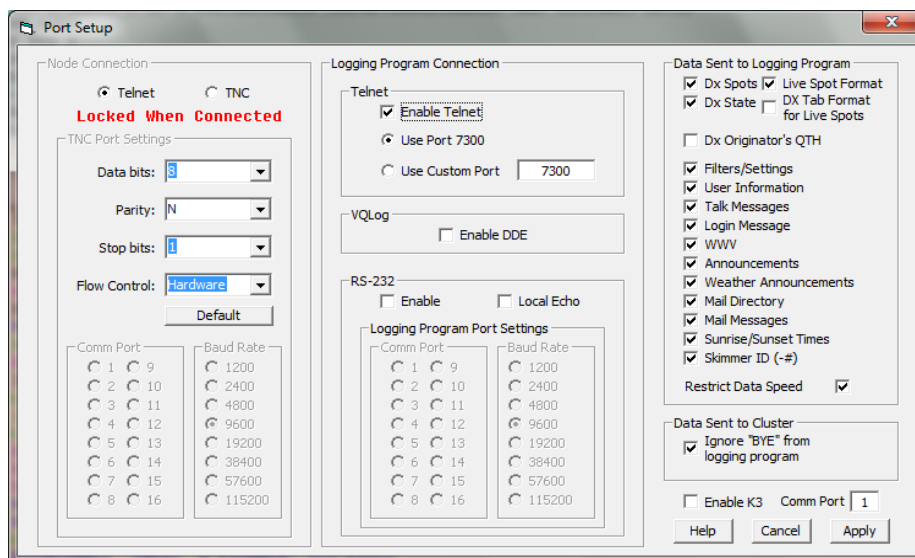 Port Setup
Node Connection
Telnet TNC
Locked When Connected
TNC Port Settings
Data bits: 8
Parity: N
Stop bits: 1
Flow Control: Hardware
Default
Comm Port
1 9
2 10
3 11
4 12
5 13
6 14
7 15
8 16
Baud Rate
1200
2400
4800
9600
19200
38400
57600
115200
Logging Program Connection
Telnet
Enable Telnet
Use Port 7300
Use Custom Port 7300
VQLog
Enable DDE
RS-232
Enable Local Echo
Logging Program Port Settings
Comm Port
1 9
2 10
3 11
4 12
5 13
6 14
7 15
8 16
Baud Rate
1200
2400
4800
9600
19200
38400
57600
115200
Data Sent to Logging Program
Dx Spots Live Spot Format
Dx State DX Tab Format
for Live Spots
Dx Originator's QTH
Filters/Settings
User Information
Talk Messages
Login Message
WWV
Announcements
Weather Announcements
Mail Directory
Mail Messages
Sunrise/Sunset Times
Skimmer ID (-#)
Restrict Data Speed
Data Sent to Cluster
Ignore "BYE" from
logging program
Enable K3 Comm Port 1
Help Cancel Apply